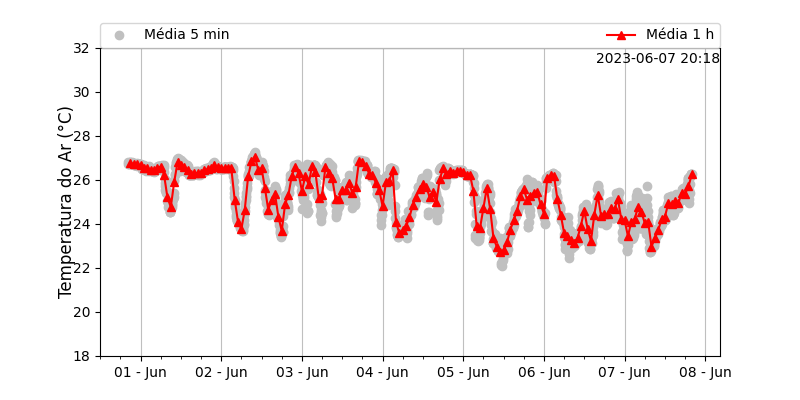 Média 5 min
Média 1 h
2023-06-07 20:18
Temperatura do Ar (°C)
32
30
28
26
24
22
20
18
01 - Jun
02 - Jun
03 - Jun
04 - Jun
05 - Jun
06 - Jun
07 - Jun
08 - Jun